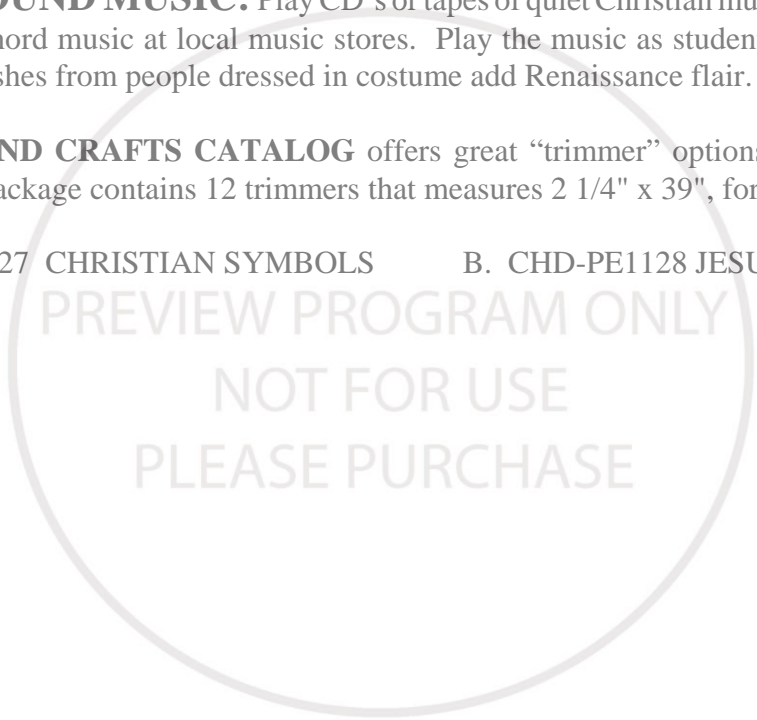 OUND MUSIC: Play CD's or tapes of quiet Christian mu
hord music at local music stores. Play the music as studen
shes from people dressed in costume add Renaissance flair.
ND CRAFTS CATALOG offers great “trimmer” options
ackage contains 12 trimmers that measures 2 1/4" x 39", for
27 CHRISTIAN SYMBOLS B. CHD-PE1128 JESU
PREVIEW PROGRAM ONLY
NOT FOR USE
PLEASE PURCHASE